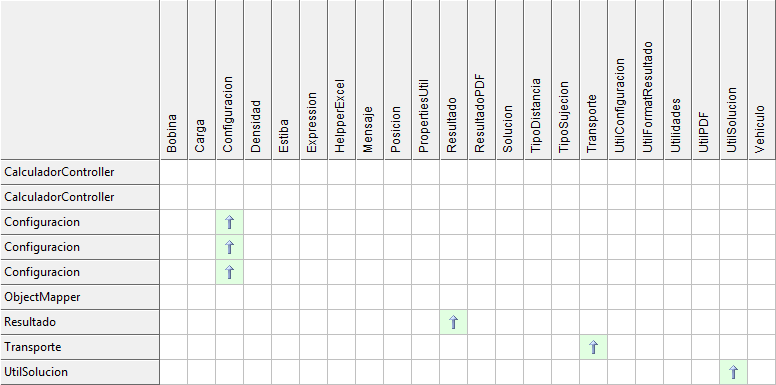 Bobina
Carga
Configuracion
Densidad
Estiba
Expression
HelpperExcel
Mensaje
Posicion
PropertiesUtil
Resultado
ResultadoPDF
Solucion
TipoDistancia
TipoSujecion
Transporte
UtilConfiguracion
UtilFormatResultado
Utilidades
UtilPDF
UtilSolucion
Vehiculo
CalculadorController
CalculadorController
Configuracion
Configuracion
Configuracion
ObjectMapper
Resultado
Transporte
UtilSolucion